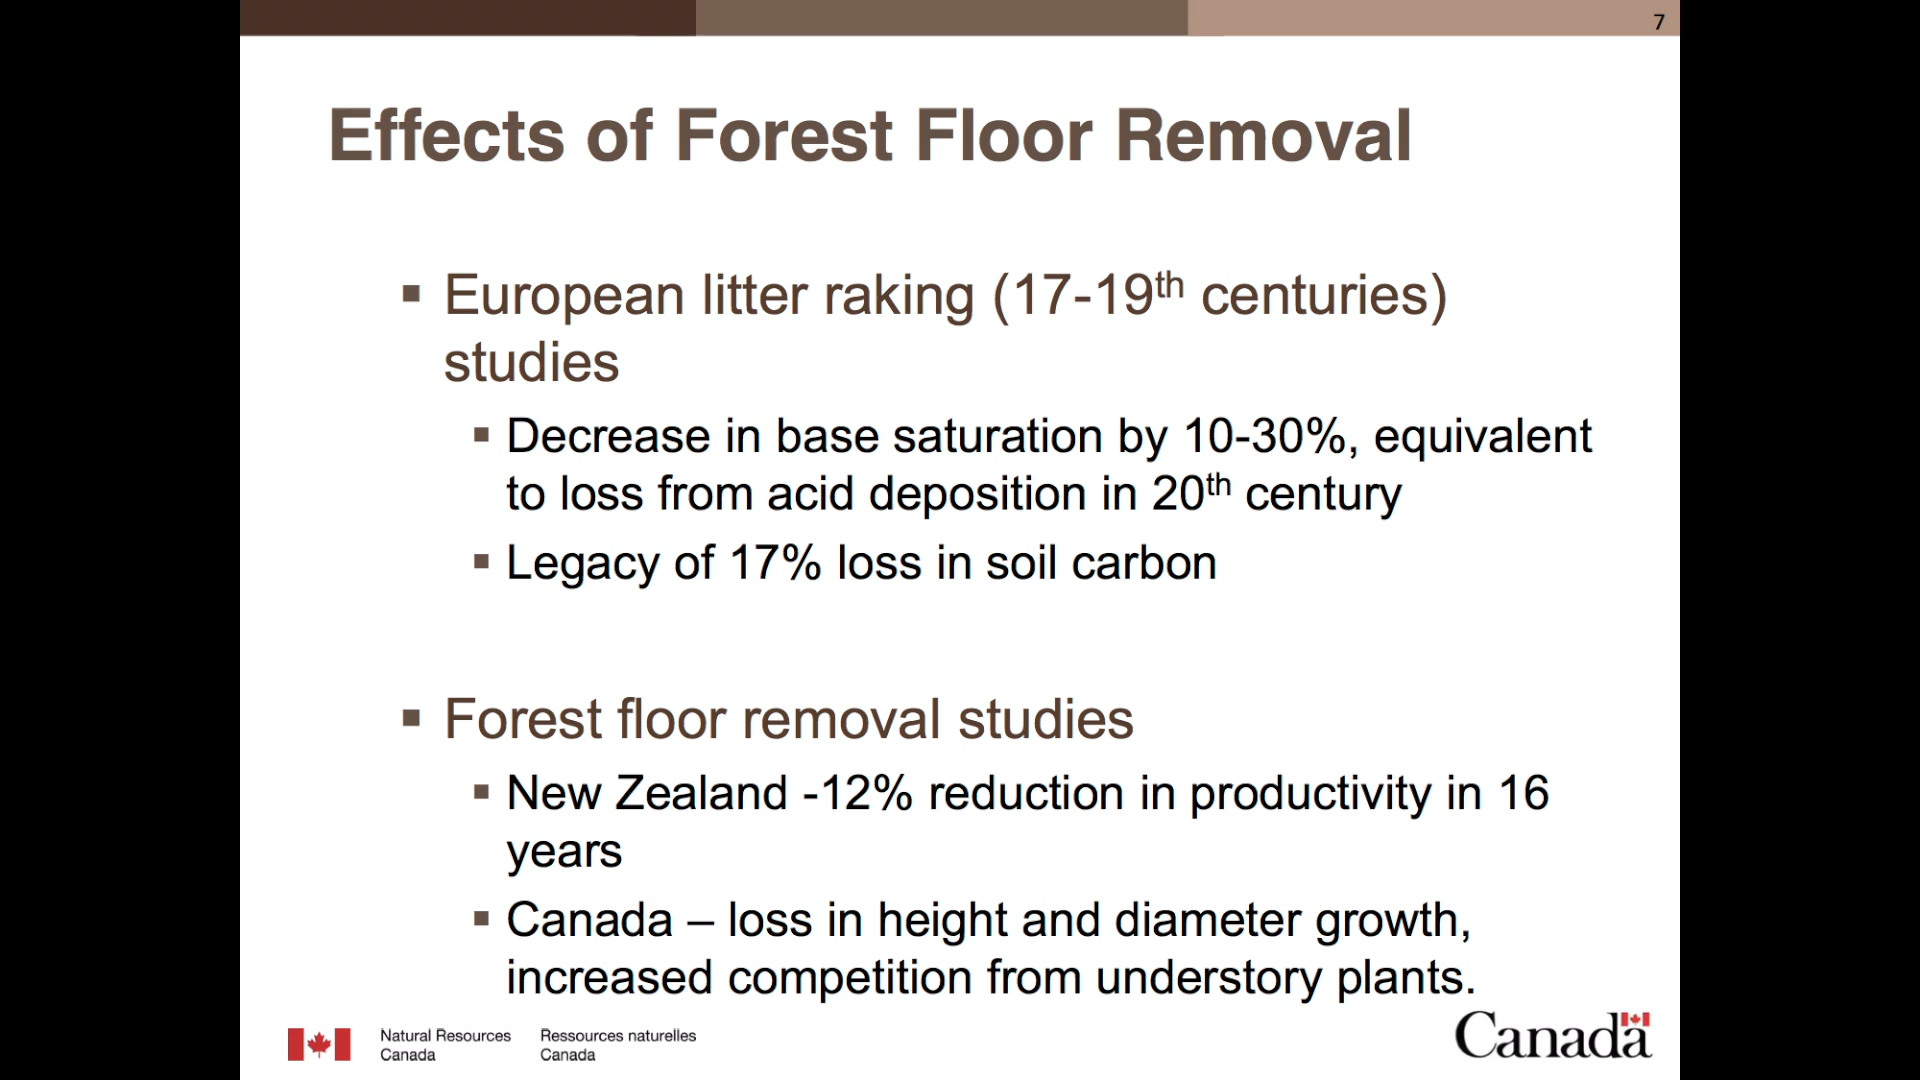 7
Effects of Forest Floor Removal
▪ European litter raking (17-19th centuries)
studies
▪ Decrease in base saturation by 10-30%, equivalent
to loss from acid deposition in 20th century
▪ Legacy of 17% loss in soil carbon
▪ Forest floor removal studies
▪ New Zealand -12% reduction in productivity in 16
years
▪ Canada – loss in height and diameter growth,
increased competition from understory plants.
Natural Resources
Canada
Ressources naturelles
Canada
Canada